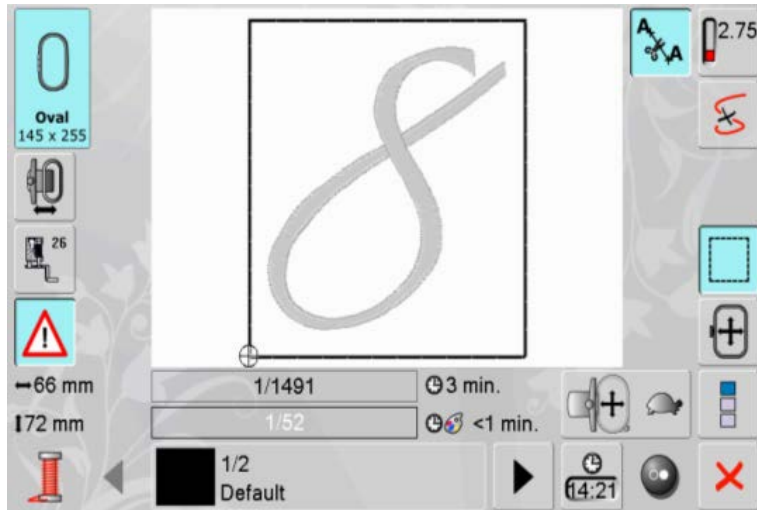 Oval
145 x 255
26
A
A
2.75
8
66 mm
72 mm
1/1491
3 min.
1/52
<1 min.
1/2
Default
14:21